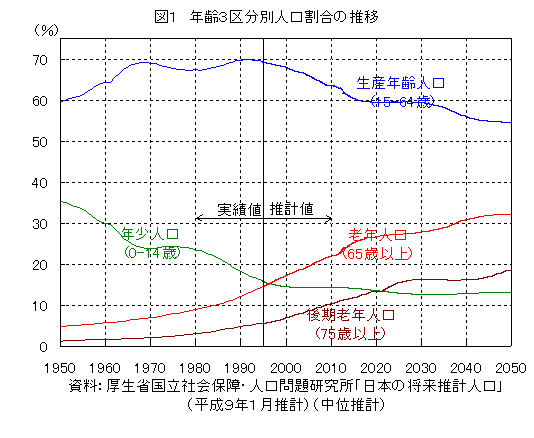 図1 年齢3区分別人口割合の推移
(%)
70
60
50
40
30
20
10
0
生産年齢人口
(15-64歳)
実績値 推計値
年少人口
(0-14歳)
老年人口
(65歳以上)
後期老年人口
(75歳以上)
1950 1960 1970 1980 1990 2000 2010 2020 2030 2040 2050
資料:厚生省国立社会保障・人口問題研究所「日本の将来推計人口」
(平成9年1月推計)(中位推計)